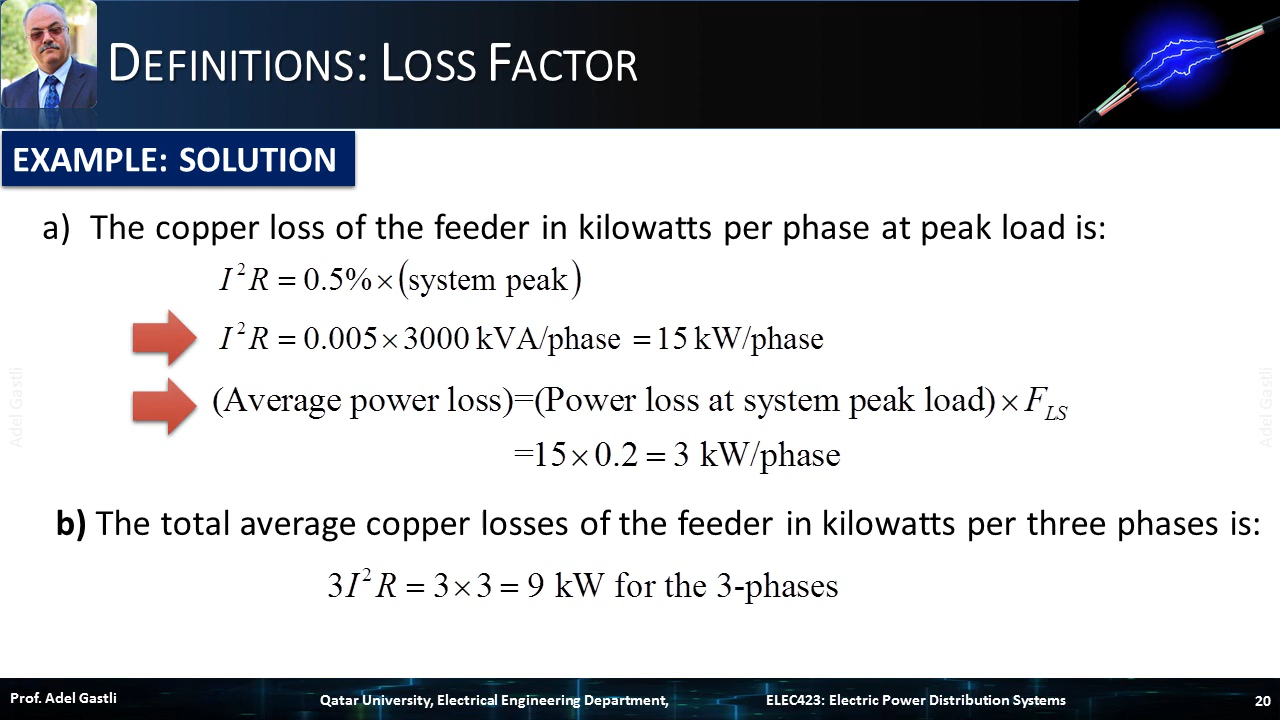 DEFINITIONS: LOSS FACTOR
EXAMPLE: SOLUTION
a) The copper loss of the feeder in kilowatts per phase at peak load is:
I²R = 0.5% × (system peak)
I²R = 0.005 × 3000 kVA/phase = 15 kW/phase
(Average power loss)=(Power loss at system peak load) × F_LS
=15 × 0.2 = 3 kW/phase
b) The total average copper losses of the feeder in kilowatts per three phases is:
3I²R = 3×3 = 9 kW for the 3-phases
Adel Gastli
Adel Gastli
Prof. Adel Gastli
Qatar University, Electrical Engineering Department,
ELEC423: Electric Power Distribution Systems
20